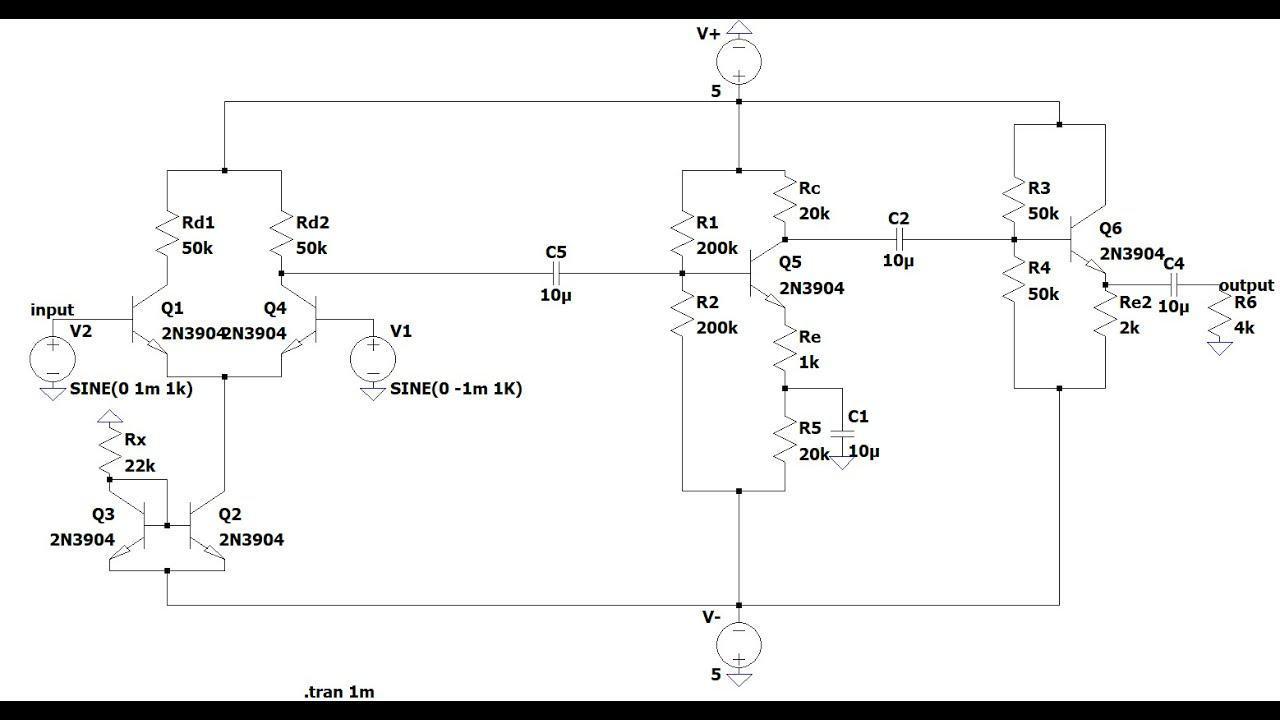 V+
5
Rd1
50k
Rd2
50k
R1
200k
Rc
20k
R3
50k
C5
10µ
C2
10µ
Q5
2N3904
Q6
2N3904
R4
50k
C4
10µ
Re2
2k
output
R6
4k
input
V2
SINE(0 1m 1k)
Q1
2N3904
Q4
2N3904
V1
SINE(0 -1m 1K)
R2
200k
Re
1k
R5
20k
C1
10µ
Rx
22k
Q3
2N3904
Q2
2N3904
V-
5
.tran 1m